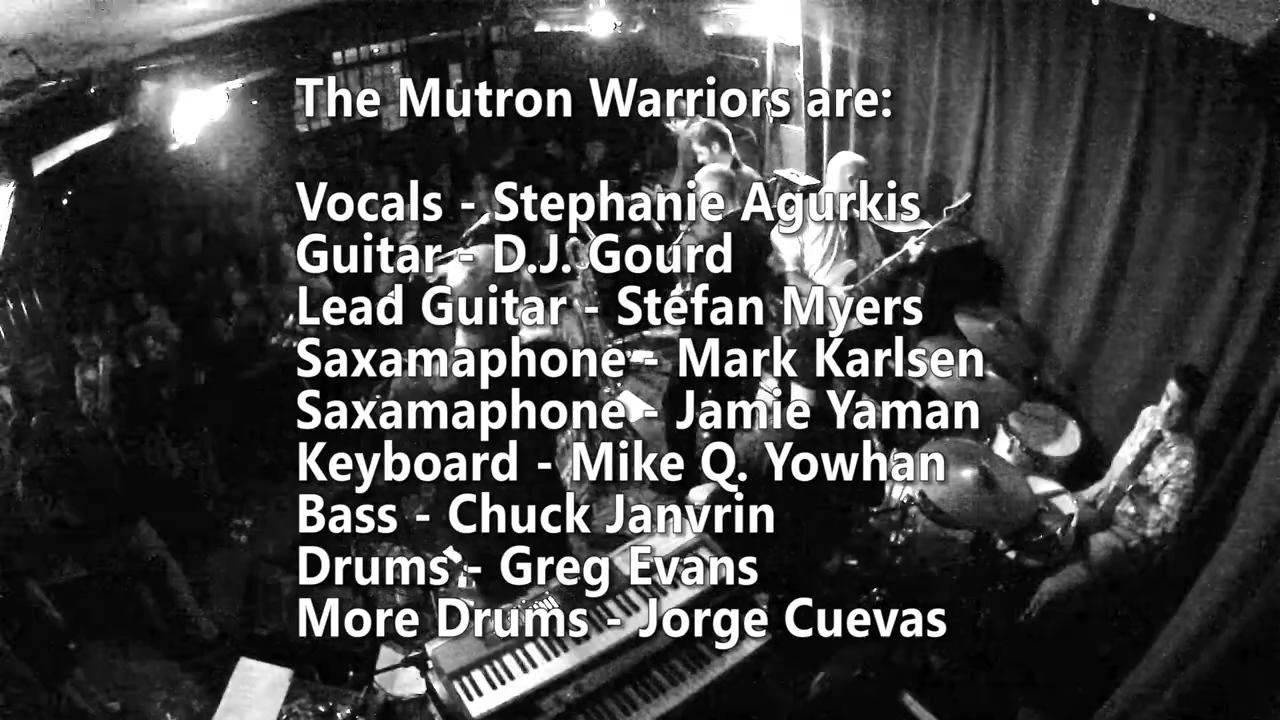 The Mutron Warriors are:
Vocals - Stephanie Agurkis
Guitar - D.J. Gourd
Lead Guitar - Stefan Myers
Saxamaphone - Mark Karlsen
Saxamaphone - Jamie Yaman
Keyboard - Mike Q. Yowhan
Bass - Chuck Janvrin
Drums - Greg Evans
More Drums - Jorge Cuevas